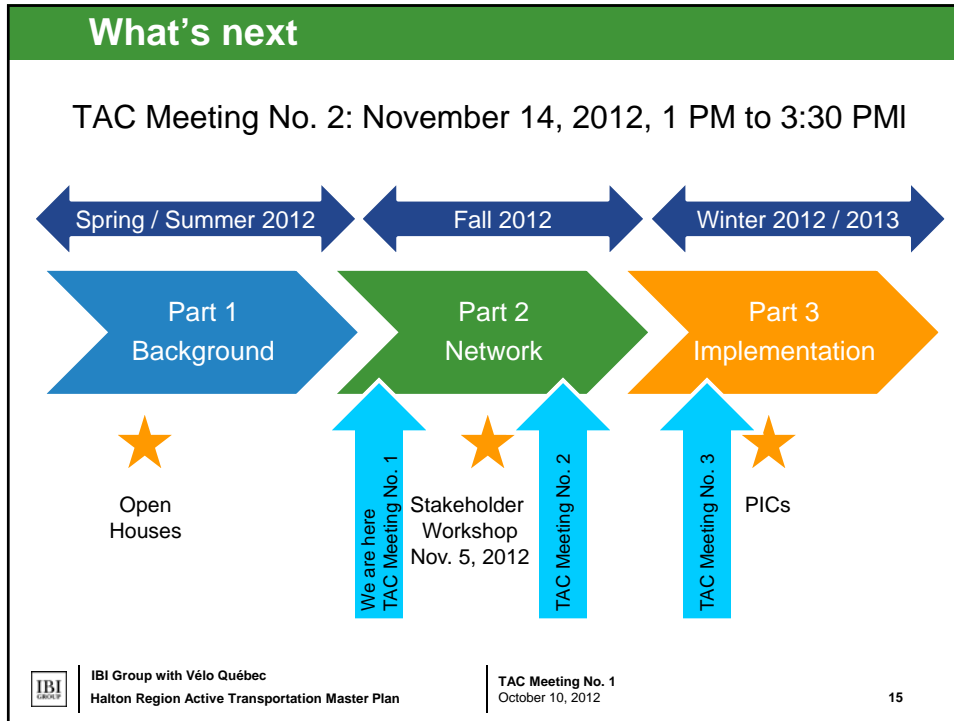 What's next
TAC Meeting No. 2: November 14, 2012, 1 PM to 3:30 PMl
Spring / Summer 2012
Fall 2012
Winter 2012 / 2013
Part 1
Background
Part 2
Network
Part 3
Implementation
Open
Houses
We are here
TAC Meeting No. 1
Stakeholder
Workshop
Nov. 5, 2012
TAC Meeting No. 2
TAC Meeting No. 3
PICs
IBI
GROUP
IBI Group with Vélo Québec
Halton Region Active Transportation Master Plan
TAC Meeting No. 1
October 10, 2012
15